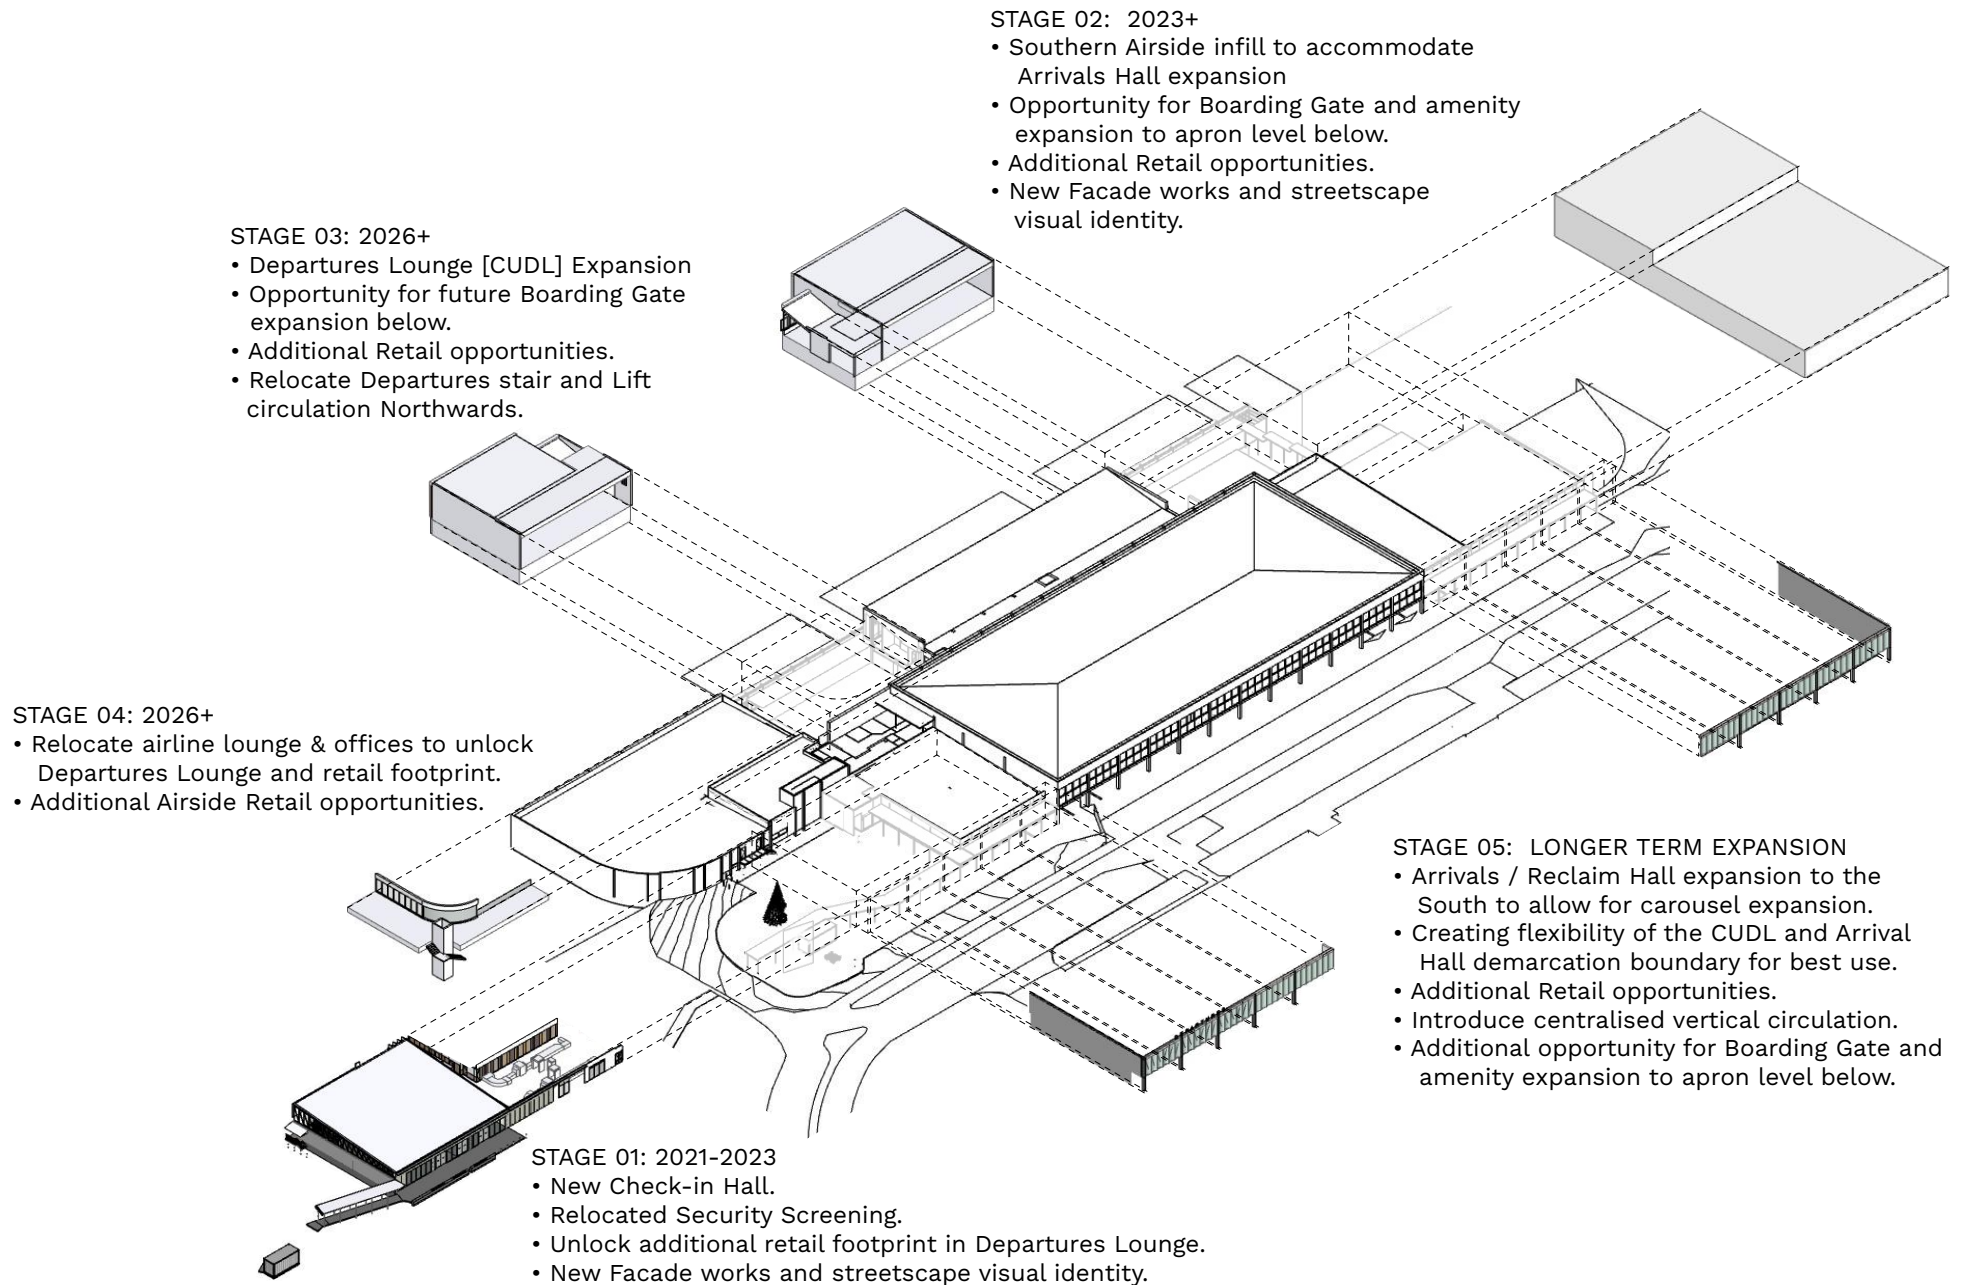 STAGE 02:  2023+
• Southern Airside infill to accommodate
Arrivals Hall expansion
• Opportunity for Boarding Gate and amenity
expansion to apron level below.
• Additional Retail opportunities.
• New Facade works and streetscape
visual identity.
STAGE 03: 2026+
• Departures Lounge [CUDL] Expansion
• Opportunity for future Boarding Gate
expansion below.
• Additional Retail opportunities.
• Relocate Departures stair and Lift
circulation Northwards.
STAGE 04: 2026+
• Relocate airline lounge & offices to unlock
Departures Lounge and retail footprint.
• Additional Airside Retail opportunities.
STAGE 05:  LONGER TERM EXPANSION
• Arrivals / Reclaim Hall expansion to the
South to allow for carousel expansion.
• Creating flexibility of the CUDL and Arrival
Hall demarcation boundary for best use.
• Additional Retail opportunities.
• Introduce centralised vertical circulation.
• Additional opportunity for Boarding Gate and
amenity expansion to apron level below.
STAGE 01: 2021-2023
• New Check-in Hall.
• Relocated Security Screening.
• Unlock additional retail footprint in Departures Lounge.
• New Facade works and streetscape visual identity.